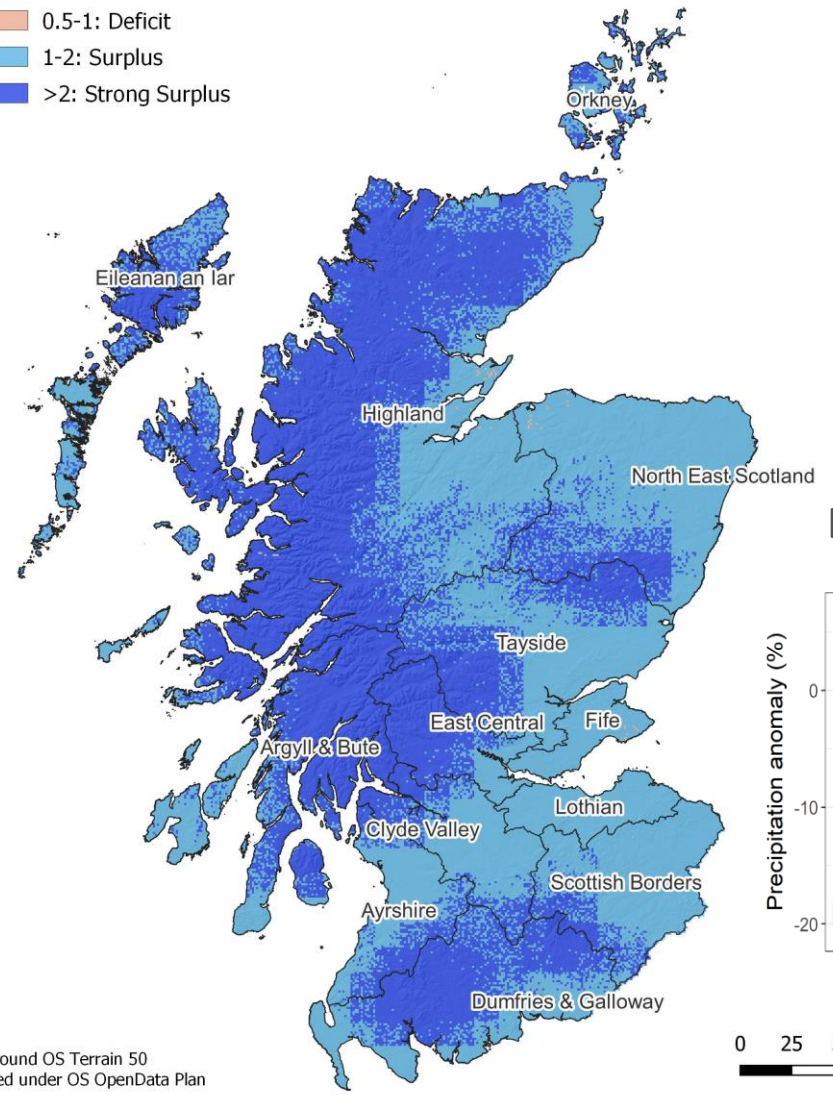 0.5-1: Deficit
1-2: Surplus
>2: Strong Surplus
Orkney
Eileanan an Iar
Highland
North East Scotland
Tayside
East Central
Fife
Argyll & Bute
Lothian
Clyde Valley
Scottish Borders
Ayrshire
Dumfries & Galloway
Precipitation anomaly (%)
0
-10
-20
0 25
ound OS Terrain 50
ed under OS OpenData Plan